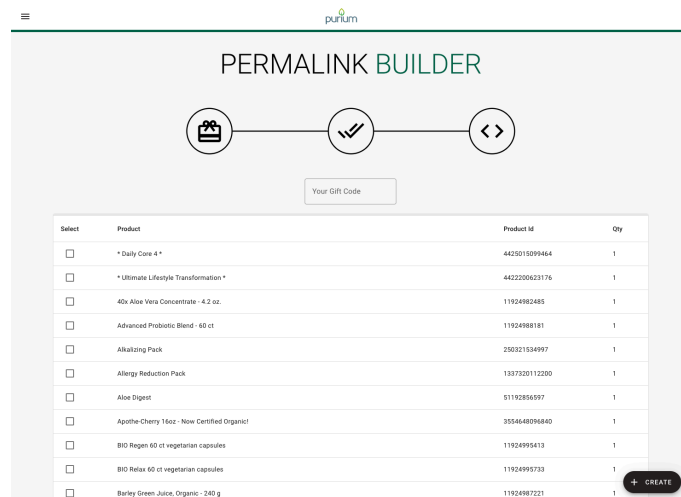 purium
PERMALINK BUILDER
Your Gift Code
Select Product Product Id Qty
* Daily Core 4 * 4425015099464 1
* Ultimate Lifestyle Transformation * 4422200623176 1
40x Aloe Vera Concentrate - 4.2 oz. 11924982485 1
Advanced Probiotic Blend - 60 ct 11924988181 1
Alkalizing Pack 250321534997 1
Allergy Reduction Pack 1337320112200 1
Aloe Digest 51192856597 1
Apothe-Cherry 16oz - Now Certified Organic! 3554648096840 1
BIO Regen 60 ct vegetarian capsules 11924995413 1
BIO Relax 60 ct vegetarian capsules 11924995733 1
Barley Green Juice, Organic - 240 g 11924987221 1
+ CREATE